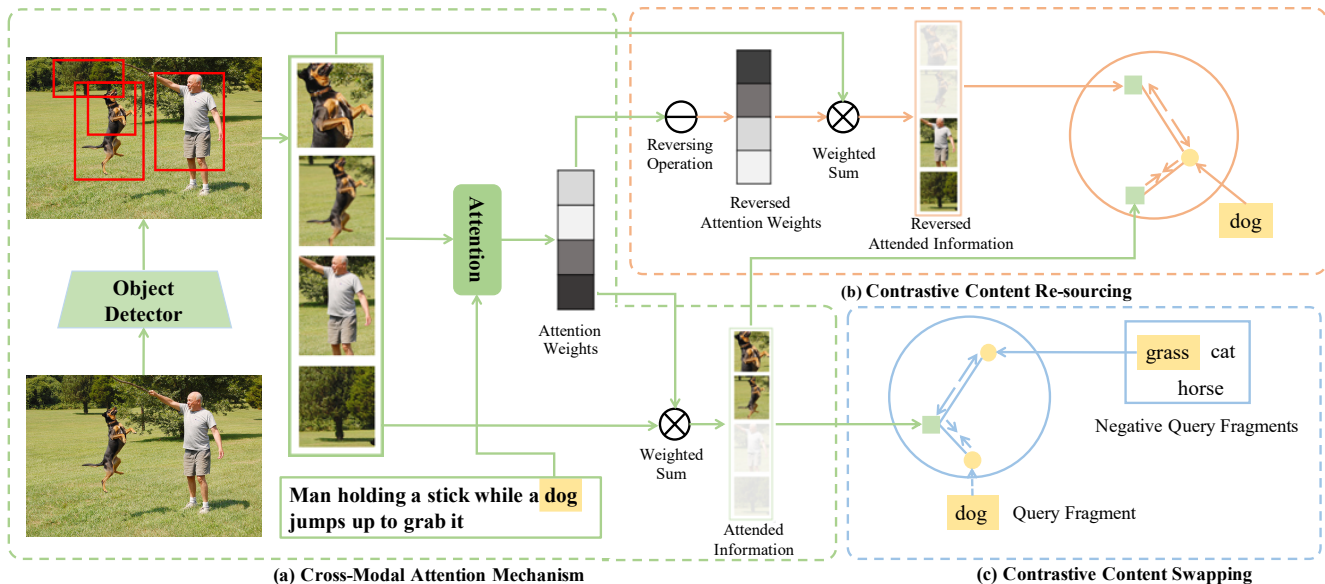 Object
Detector
Attention
Attention
Weights
Man holding a stick while a dog
jumps up to grab it
Weighted
Sum
Attended
Information
(a) Cross-Modal Attention Mechanism
Reversing
Operation
Reversed
Attention Weights
Weighted
Sum
Reversed
Attended Information
dog
(b) Contrastive Content Re-sourcing
grass cat
horse
Negative Query Fragments
dog
Query Fragment
(c) Contrastive Content Swapping